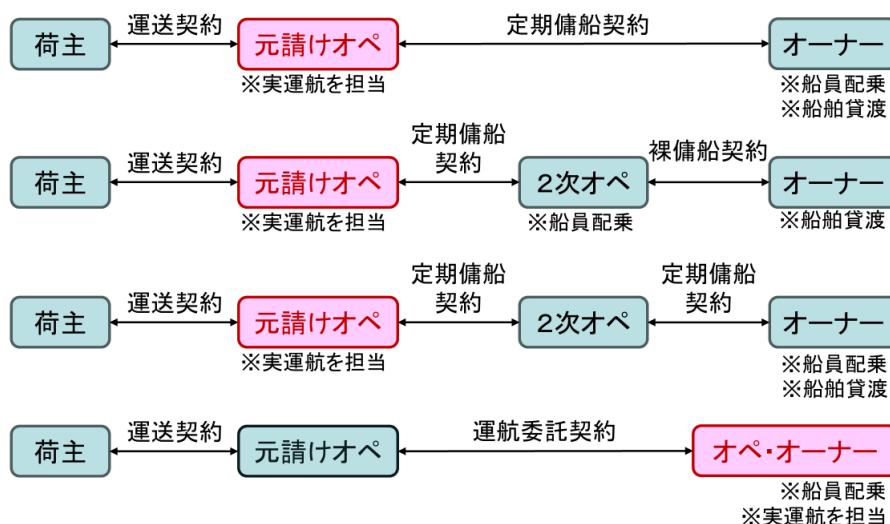 運送契約
定期傭船契約
荷主
元請けオペ
オーナー
※実運航を担当
※船員配乗
※船舶貸渡
運送契約
定期傭船
契約
裸傭船契約
荷主
元請けオペ
2次オペ
オーナー
※実運航を担当
※船員配乗
※船舶貸渡
運送契約
定期傭船
契約
定期傭船
契約
荷主
元請けオペ
2次オペ
オーナー
※実運航を担当
※船員配乗
※船舶貸渡
運送契約
運航委託契約
荷主
元請けオペ
オペ・オーナー
※船員配乗
※実運航を担当